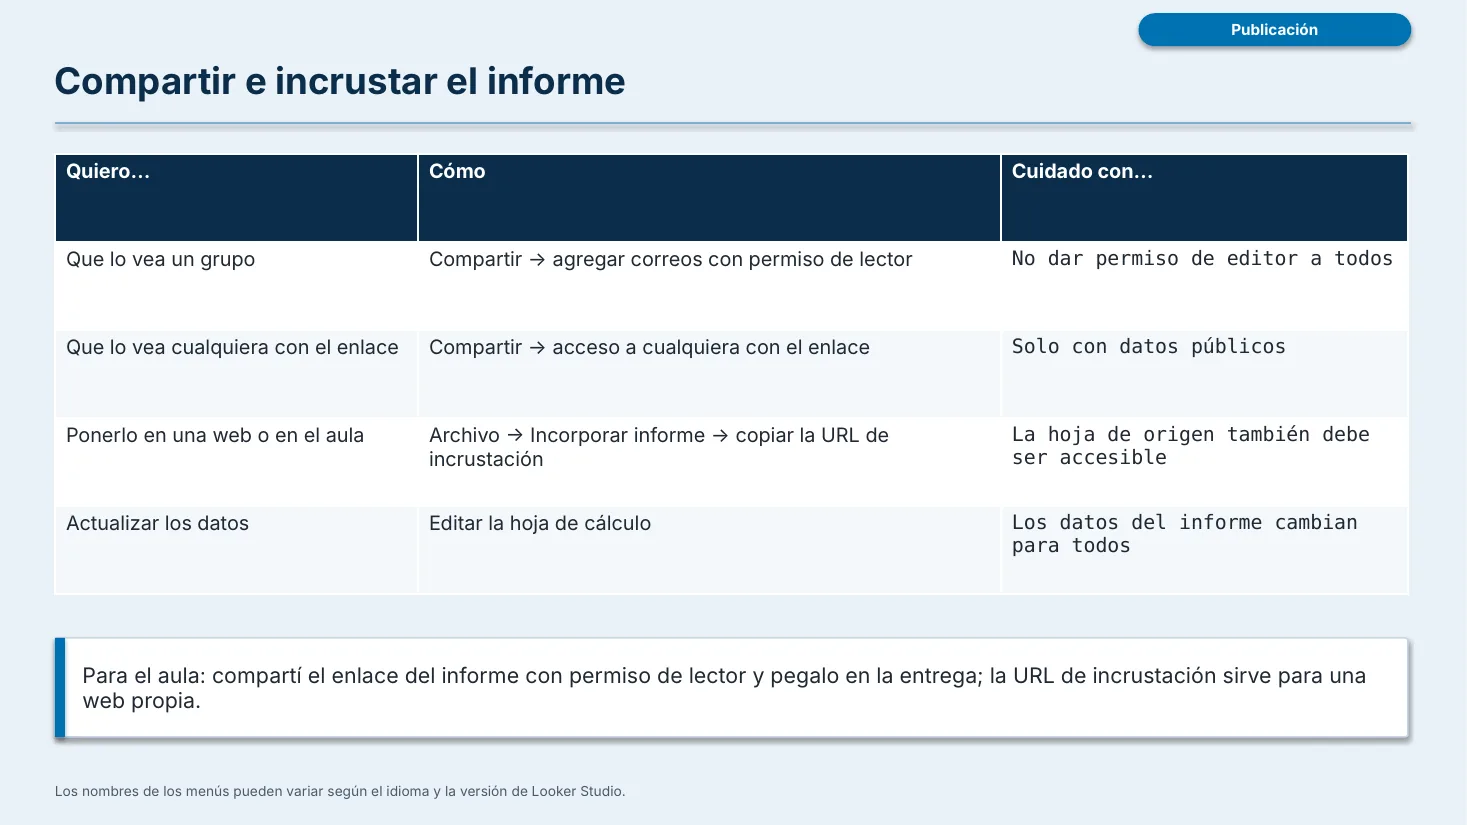 Publicación
Compartir e incrustar el informe
Quiero…
Cómo
Cuidado con…
Que lo vea un grupo
Compartir → agregar correos con permiso de lector
No dar permiso de editor a todos
Que lo vea cualquiera con el enlace
Compartir → acceso a cualquiera con el enlace
Solo con datos públicos
Ponerlo en una web o en el aula
Archivo → Incorporar informe → copiar la URL de
incrustación
La hoja de origen también debe
ser accesible
Actualizar los datos
Editar la hoja de cálculo
Los datos del informe cambian
para todos
Para el aula: compartí el enlace del informe con permiso de lector y pegalo en la entrega; la URL de incrustación sirve para una
web propia.
Los nombres de los menús pueden variar según el idioma y la versión de Looker Studio.